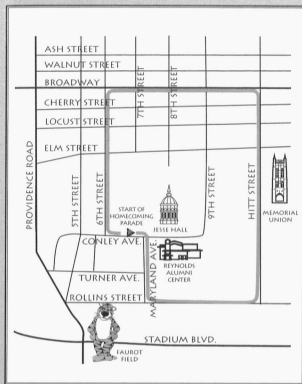 ASH STREET
WALNUT STREET
BROADWAY
CHERRY STREET
LOCUST STREET
ELM STREET
7TH STREET
8TH STREET
PROVIDENCE ROAD
5TH STREET
6TH STREET
9TH STREET
HITT STREET
START OF
HOMECOMING
PARADE
JESSE HALL
MEMORIAL
UNION
CONLEY AVE.
MARYLAND AVE.
REYNOLDS
ALUMNI
CENTER
TURNER AVE.
ROLLINS STREET
STADIUM BLVD.
FAUROT
FIELD